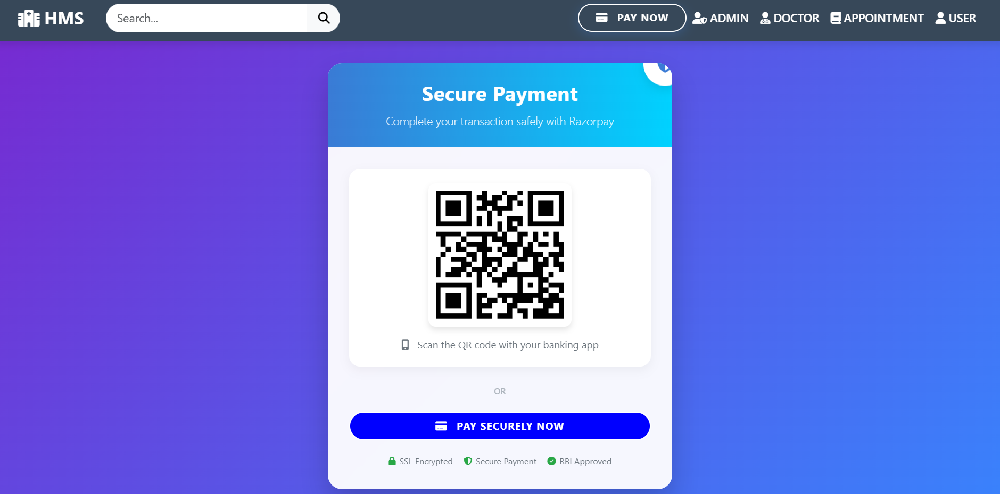 HMS
Search...
PAY NOW
ADMIN
DOCTOR
APPOINTMENT
USER
Secure Payment
Complete your transaction safely with Razorpay
Scan the QR code with your banking app
OR
PAY SECURELY NOW
SSL Encrypted
Secure Payment
RBI Approved